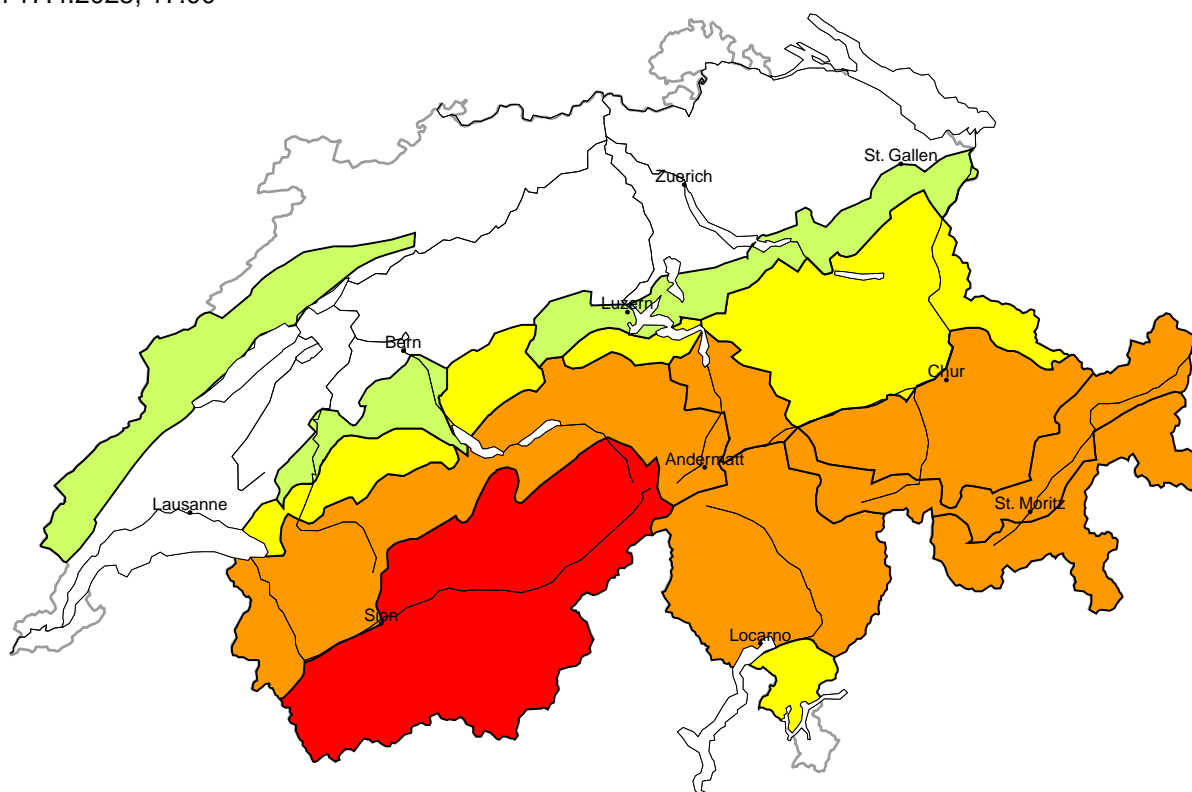 St. Gallen
Zuerich
Luzern
Bern
Chur
Andermatt
Lausanne
St. Moritz
Sion
Locarno